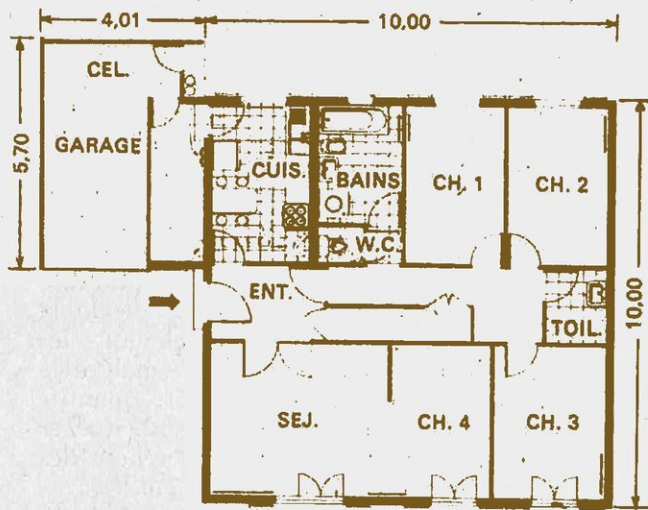 4,01
10,00
CEL.
5,70
GARAGE
CUIS.
BAINS
CH. 1
CH. 2
W.C.
ENT.
TOIL.
10,00
SEJ.
CH. 4
CH. 3